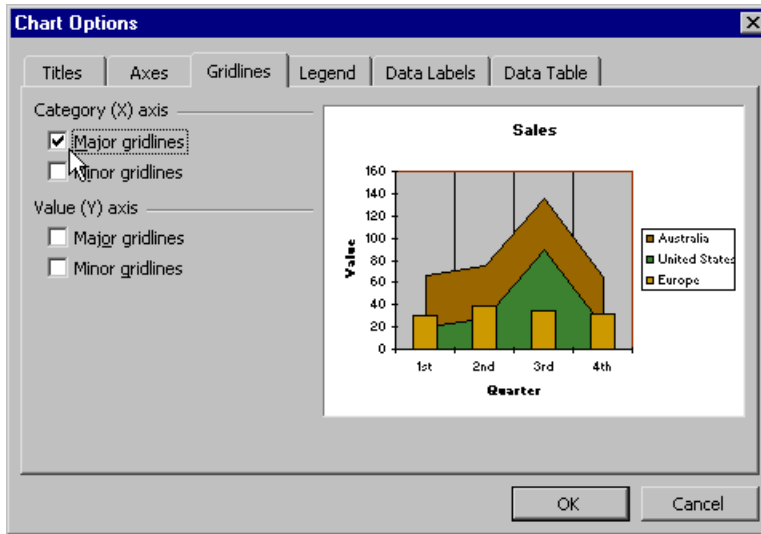 Chart Options
Titles Axes Gridlines Legend Data Labels Data Table
Category (X) axis
Major gridlines
Minor gridlines
Value (Y) axis
Major gridlines
Minor gridlines
Sales
Value
160
140
120
100
80
60
40
20
0
1st 2nd 3rd 4th
Quarter
Australia
United States
Europe
OK Cancel